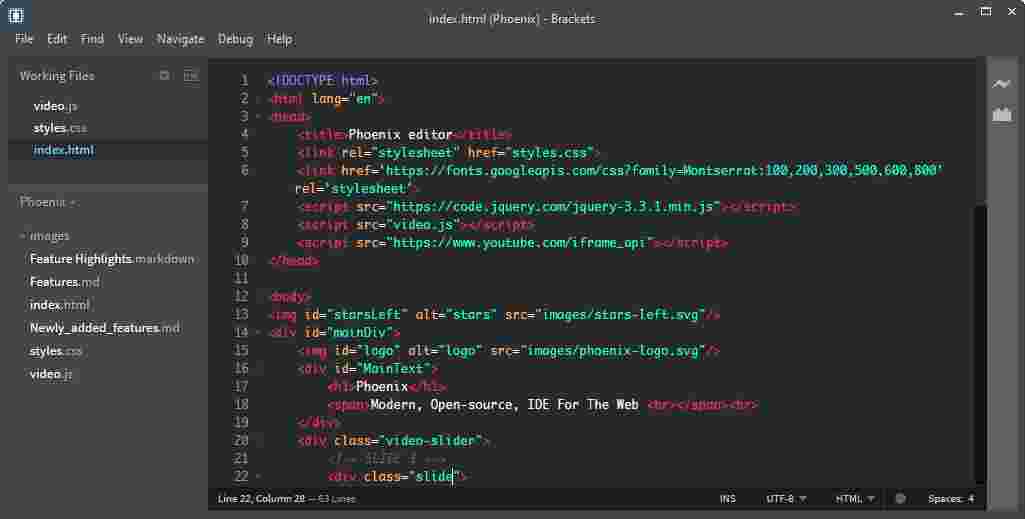 index.html (Phoenix) - Brackets
File Edit Find View Navigate Debug Help
Working Files
video.js
styles.css
index.html
Phoenix
images
Feature Highlights.markdown
Features.md
index.html
Newly_added_features.md
styles.css
video.js
1 <!DOCTYPE html>
2 <html lang="en">
3 <head>
4 <title>Phoenix editor</title>
5 <link rel="stylesheet" href="styles.css">
6 <link href='https://fonts.googleapis.com/css?family=Montserrat:100,200,300,500,600,800'
rel='stylesheet'>
7 <script src="https://code.jquery.com/jquery-3.3.1.min.js"></script>
8 <script src="video.js"></script>
9 <script src="https://www.youtube.com/iframe_api"></script>
10 </head>
11
12 <body>
13 <img id="starsLeft" alt="stars" src="images/stars-left.svg"/>
14 <div id="mainDiv">
15 <img id="logo" alt="logo" src="images/phoenix-logo.svg"/>
16 <div id="MainText">
17 <h1>Phoenix</h1>
18 <span>Modern, Open-source, IDE For The Web <br></span><br>
19 </div>
20 <div class="video-slider">
21 <!-- SLIDE 1 -->
22 <div class="slide">
Line 22, Column 28 — 63 Lines INS UTF-8 HTML Spaces: 4